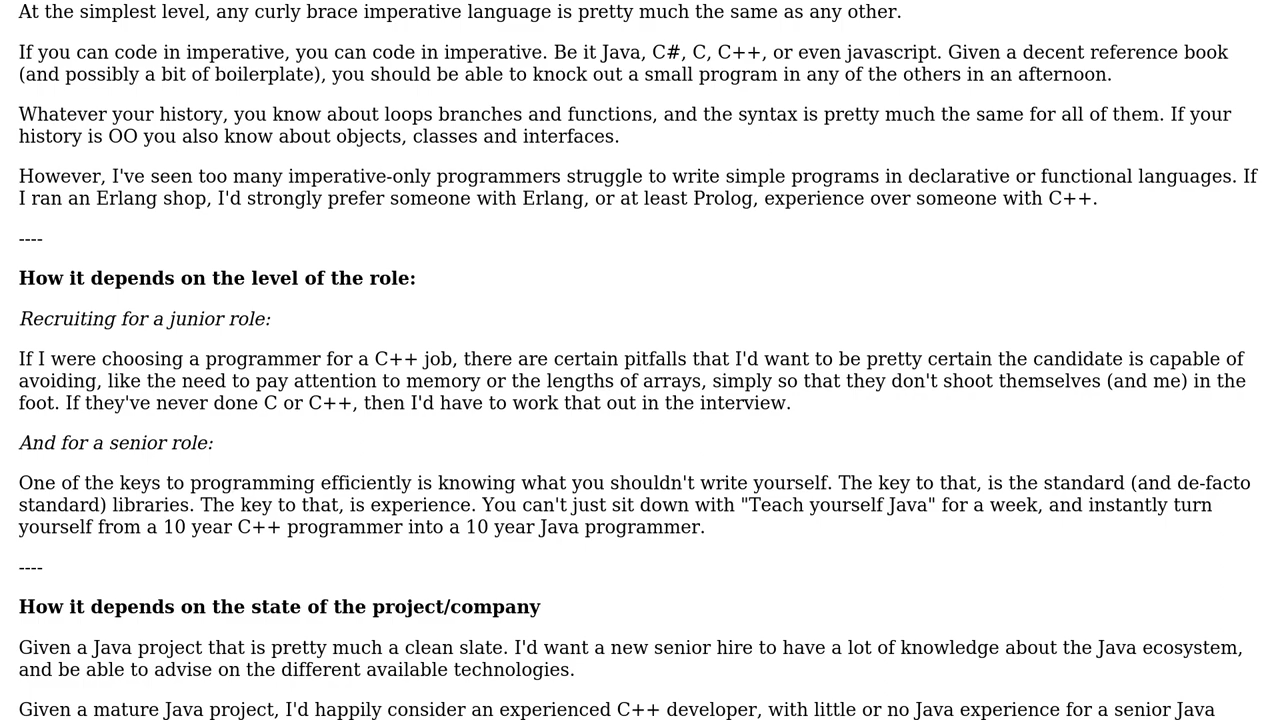 At the simplest level, any curly brace imperative language is pretty much the same as any other.
If you can code in imperative, you can code in imperative. Be it Java, C#, C, C++, or even javascript. Given a decent reference book
(and possibly a bit of boilerplate), you should be able to knock out a small program in any of the others in an afternoon.
Whatever your history, you know about loops branches and functions, and the syntax is pretty much the same for all of them. If your
history is OO you also know about objects, classes and interfaces.
However, I've seen too many imperative-only programmers struggle to write simple programs in declarative or functional languages. If
I ran an Erlang shop, I'd strongly prefer someone with Erlang, or at least Prolog, experience over someone with C++.
----
How it depends on the level of the role:
Recruiting for a junior role:
If I were choosing a programmer for a C++ job, there are certain pitfalls that I'd want to be pretty certain the candidate is capable of
avoiding, like the need to pay attention to memory or the lengths of arrays, simply so that they don't shoot themselves (and me) in the
foot. If they've never done C or C++, then I'd have to work that out in the interview.
And for a senior role:
One of the keys to programming efficiently is knowing what you shouldn't write yourself. The key to that, is the standard (and de-facto
standard) libraries. The key to that, is experience. You can't just sit down with "Teach yourself Java" for a week, and instantly turn
yourself from a 10 year C++ programmer into a 10 year Java programmer.
----
How it depends on the state of the project/company
Given a Java project that is pretty much a clean slate. I'd want a new senior hire to have a lot of knowledge about the Java ecosystem,
and be able to advise on the different available technologies.
Given a mature Java project, I'd happily consider an experienced C++ developer, with little or no Java experience for a senior Java